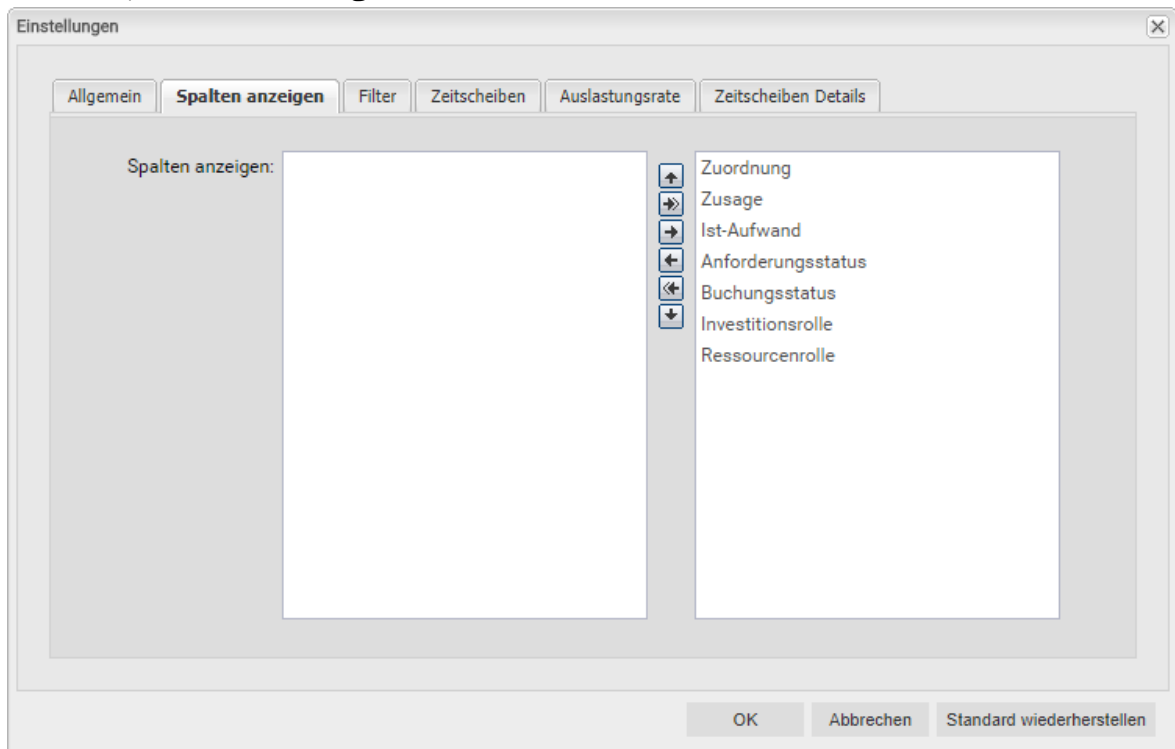 Einstellungen
Allgemein Spalten anzeigen Filter Zeitscheiben Auslastungsrate Zeitscheiben Details
Spalten anzeigen:
Zuordnung
Zusage
Ist-Aufwand
Anforderungsstatus
Buchungsstatus
Investitionsrolle
Ressourcenrolle
OK Abbrechen Standard wiederherstellen